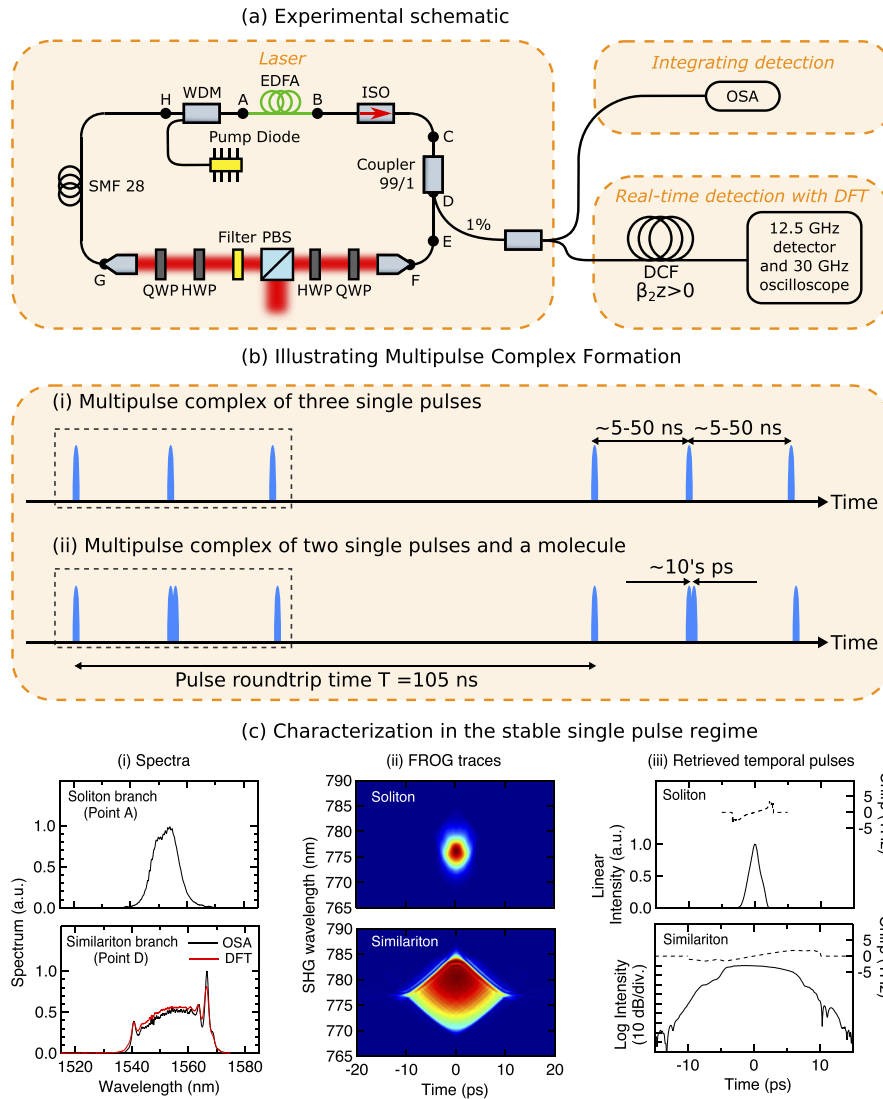 (a) Experimental schematic
Laser
EDFA
H
WDM
A
B
ISO
Pump Diode
C
Coupler
99/1
D
SMF 28
1%
E
Filter
PBS
G
F
QWP
HWP
HWP
QWP
Integrating detection
OSA
Real-time detection with DFT
DCF
β₂z>0
12.5 GHz
detector
and 30 GHz
oscilloscope
(b) Illustrating Multipulse Complex Formation
(i) Multipulse complex of three single pulses
~5-50 ns
~5-50 ns
Time
(ii) Multipulse complex of two single pulses and a molecule
~10's ps
Time
Pulse roundtrip time T =105 ns
(c) Characterization in the stable single pulse regime
(i) Spectra
Soliton branch
(Point A)
1.0
0.5
0.0
Similariton branch
(Point D)
OSA
DFT
1.0
0.5
0.0
Spectrum (a.u.)
1520
1540
1560
1580
Wavelength (nm)
(ii) FROG traces
790
785
780
775
770
765
Soliton
790
785
780
775
770
765
Similariton
SHG wavelength (nm)
-20
-10
0
10
20
Time (ps)
(iii) Retrieved temporal pulses
Soliton
1.0
0.5
0.0
Linear
Intensity (a.u.)
5
0
-5
Similariton
Log Intensity
(10 dB/div.)
5
0
-5
-10
0
10
Time (ps)